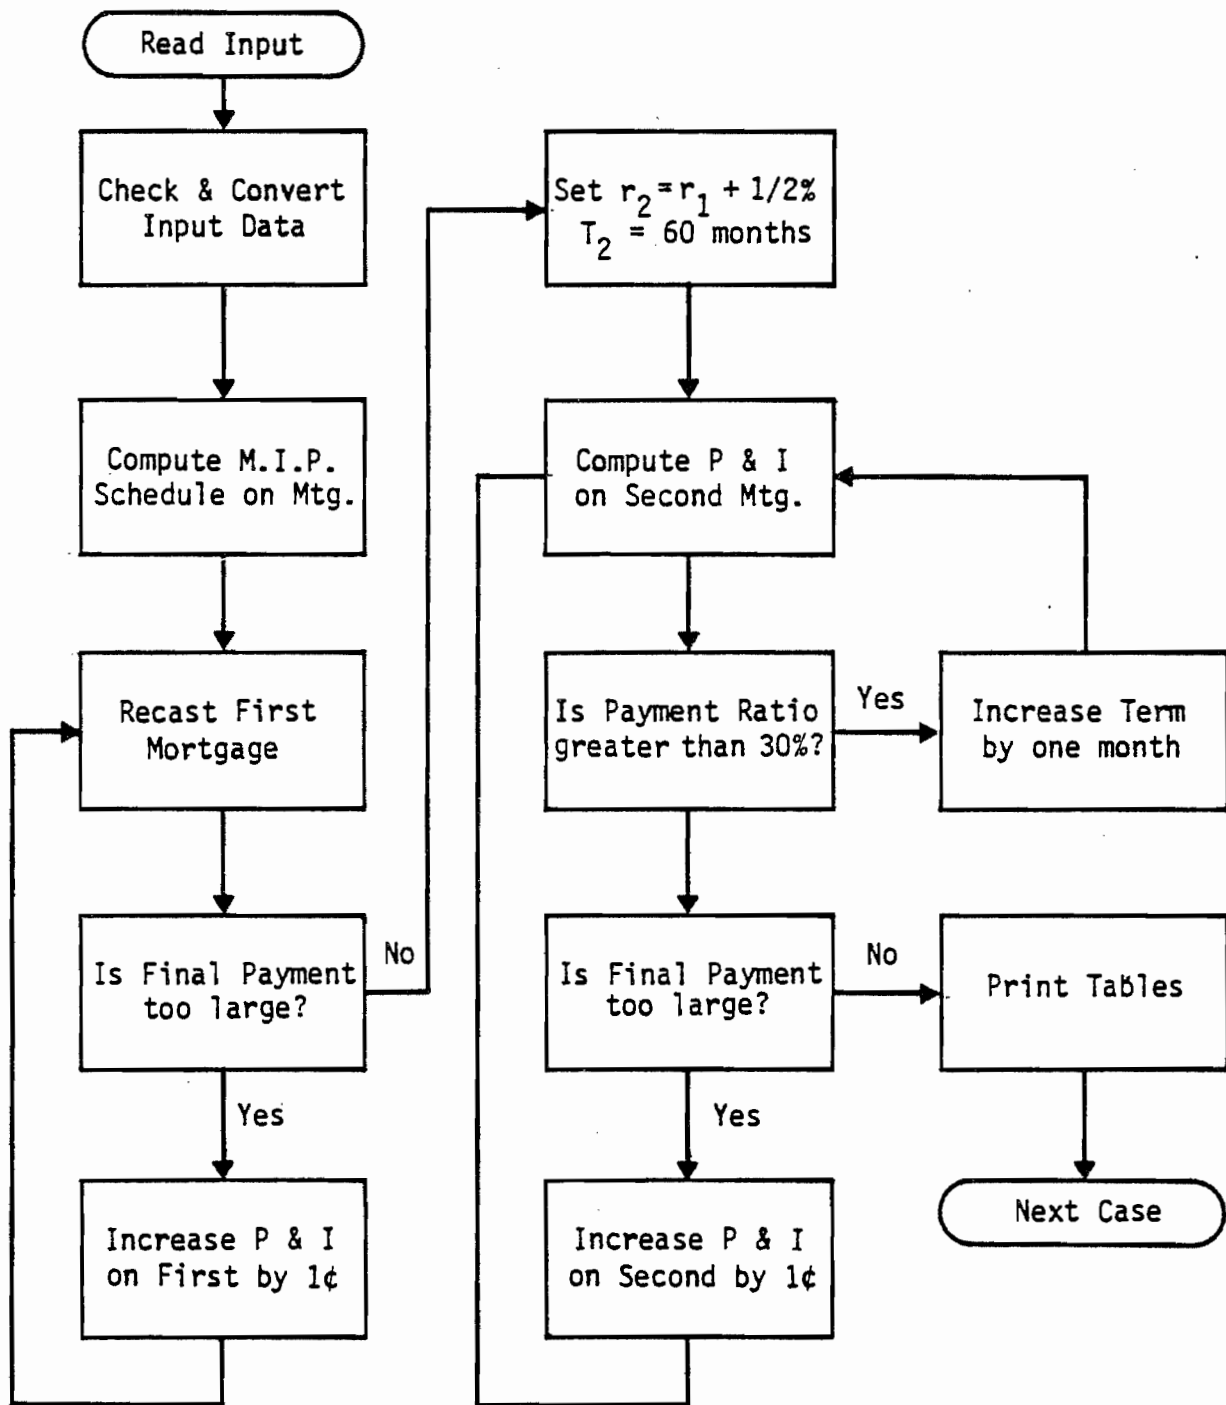 Read Input
Check & Convert
Input Data
Compute M.I.P.
Schedule on Mtg.
Recast First
Mortgage
Is Final Payment
too large?
No
Yes
Increase P & I
on First by 1¢
Set r₂ = r₁ + 1/2%
T₂ = 60 months
Compute P & I
on Second Mtg.
Is Payment Ratio
greater than 30%?
Yes
Increase Term
by one month
Is Final Payment
too large?
No
Print Tables
Yes
Increase P & I
on Second by 1¢
Next Case